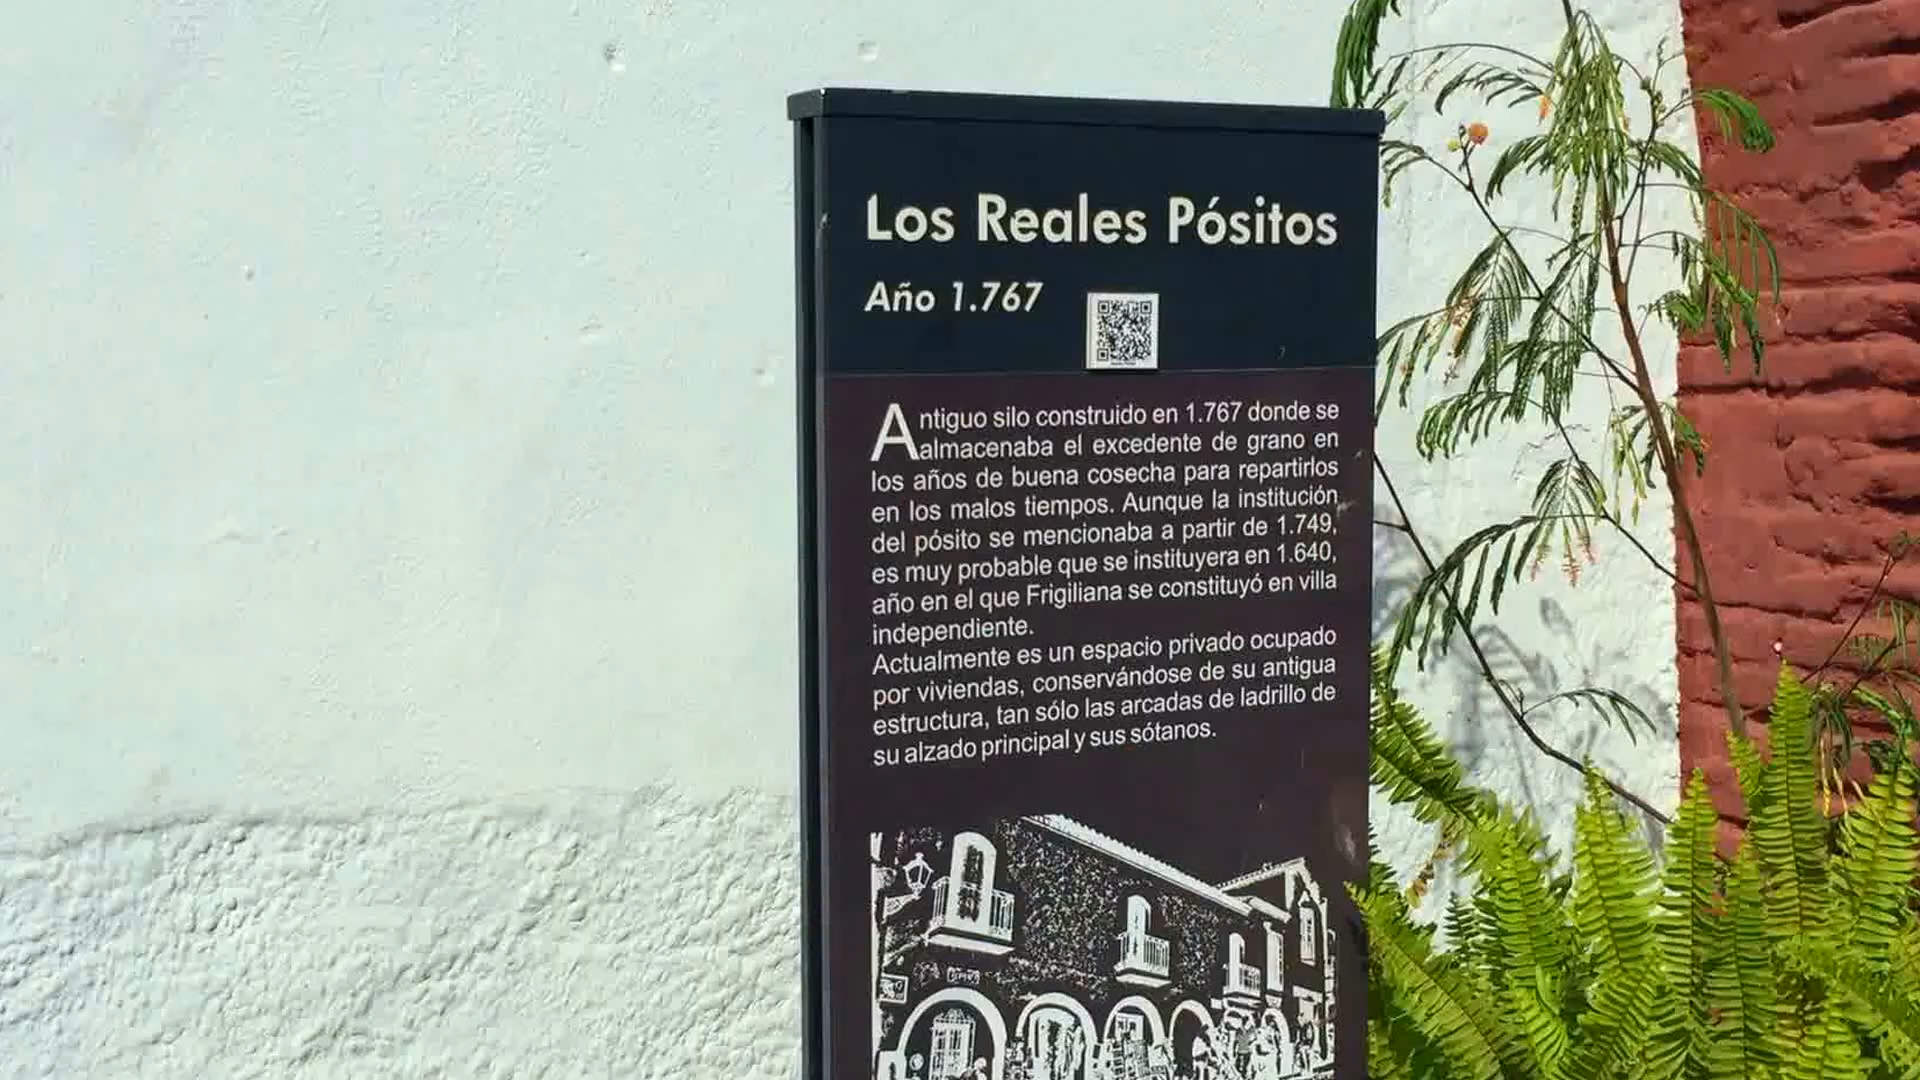 Los Reales Pósitos
Año 1.767
Antiguo silo construido en 1.767 donde se
almacenaba el excedente de grano en
los años de buena cosecha para repartirlos
en los malos tiempos. Aunque la institución
del pósito se mencionaba a partir de 1.749,
es muy probable que se instituyera en 1.640,
año en el que Frigiliana se constituyó en villa
independiente.
Actualmente es un espacio privado ocupado
por viviendas, conservándose de su antigua
estructura, tan sólo las arcadas de ladrillo de
su alzado principal y sus sótanos.